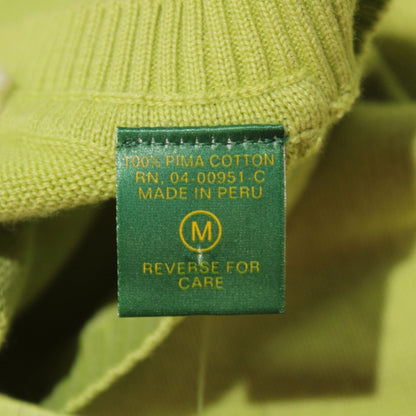 100% PIMA COTTON
RN. 04-00951-C
MADE IN PERU
M
REVERSE FOR
CARE